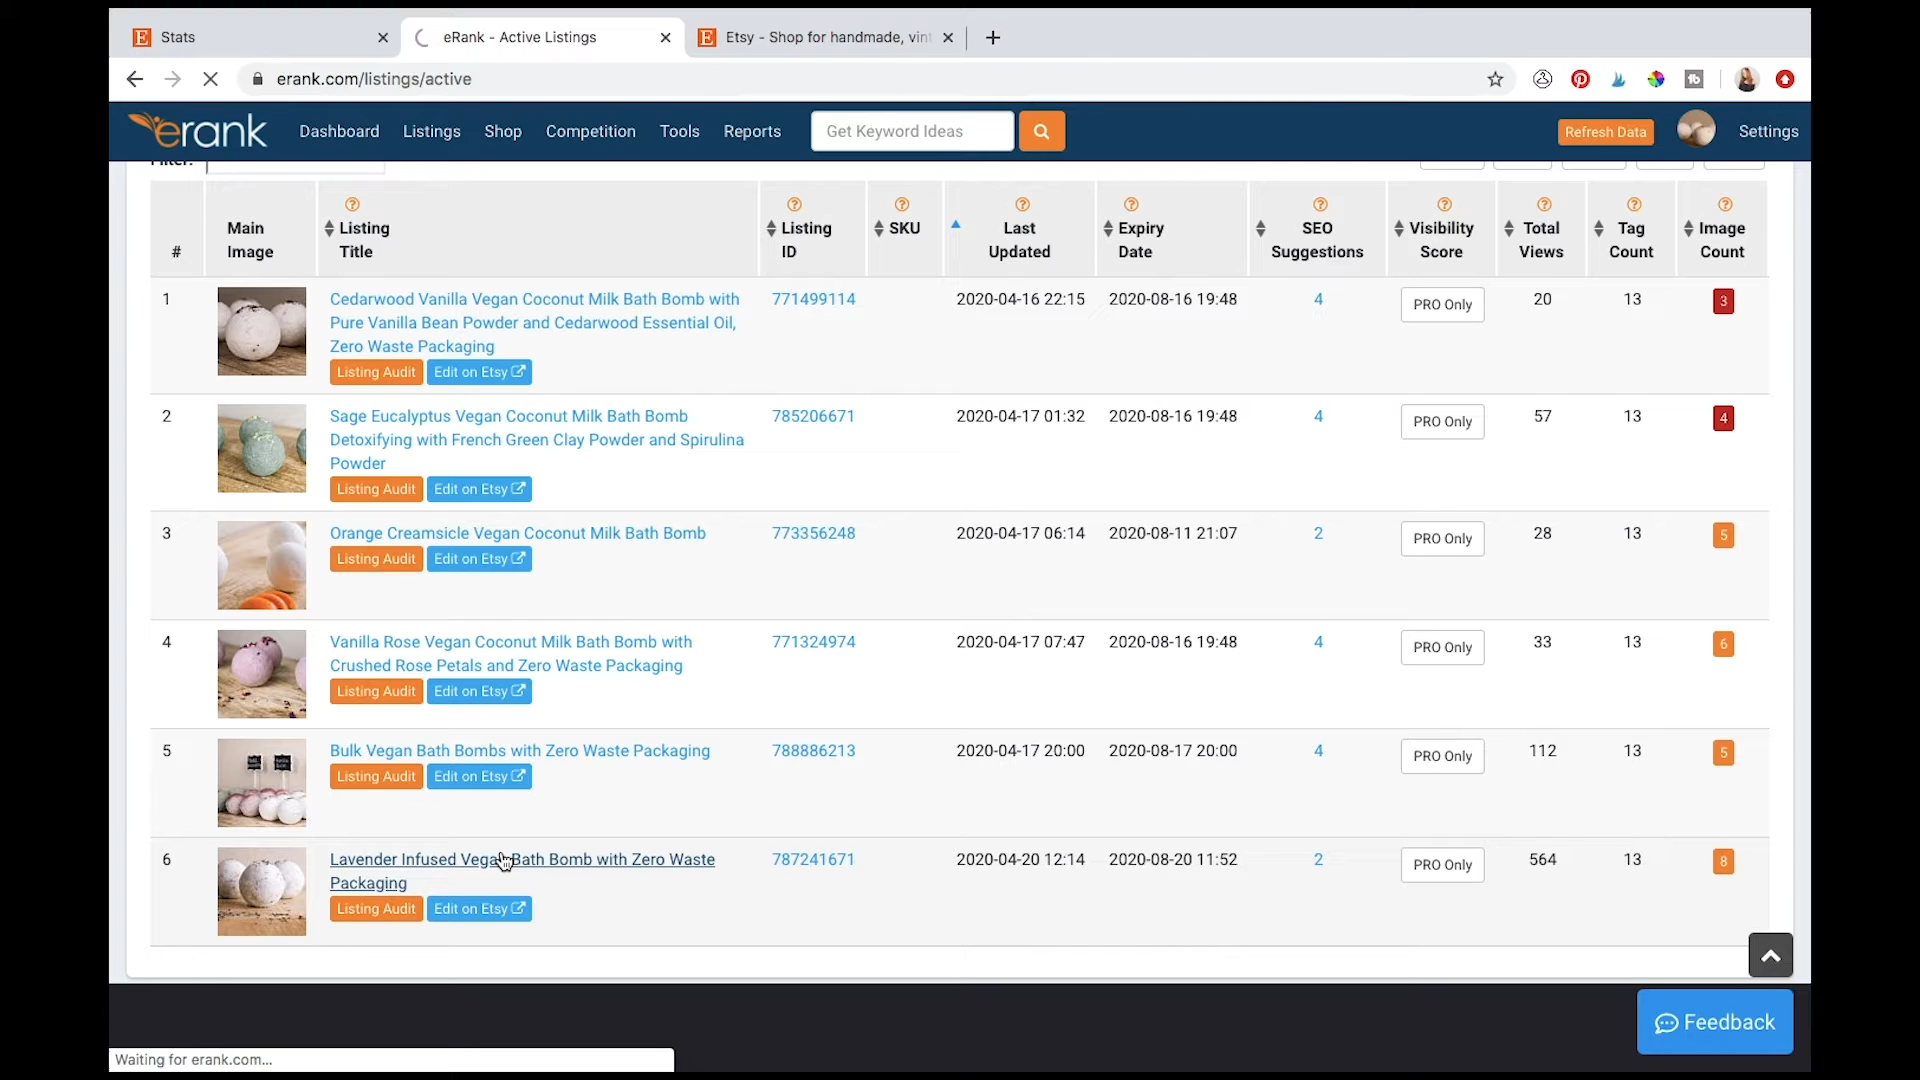 Stats
eRank - Active Listings
Etsy - Shop for handmade, vint
erank.com/listings/active
erank
Dashboard Listings Shop Competition Tools Reports
Get Keyword Ideas
Refresh Data
Settings
Filter:
#
Main Image
Listing Title
Listing ID
SKU
Last Updated
Expiry Date
SEO Suggestions
Visibility Score
Total Views
Tag Count
Image Count
1 Cedarwood Vanilla Vegan Coconut Milk Bath Bomb with 771499114 2020-04-16 22:15 2020-08-16 19:48 4 PRO Only 20 13 3
Pure Vanilla Bean Powder and Cedarwood Essential Oil,
Zero Waste Packaging
Listing Audit Edit on Etsy
2 Sage Eucalyptus Vegan Coconut Milk Bath Bomb 785206671 2020-04-17 01:32 2020-08-16 19:48 4 PRO Only 57 13 4
Detoxifying with French Green Clay Powder and Spirulina
Powder
Listing Audit Edit on Etsy
3 Orange Creamsicle Vegan Coconut Milk Bath Bomb 773356248 2020-04-17 06:14 2020-08-11 21:07 2 PRO Only 28 13 5
Listing Audit Edit on Etsy
4 Vanilla Rose Vegan Coconut Milk Bath Bomb with 771324974 2020-04-17 07:47 2020-08-16 19:48 4 PRO Only 33 13 6
Crushed Rose Petals and Zero Waste Packaging
Listing Audit Edit on Etsy
5 Bulk Vegan Bath Bombs with Zero Waste Packaging 788886213 2020-04-17 20:00 2020-08-17 20:00 4 PRO Only 112 13 5
Listing Audit Edit on Etsy
6 Lavender Infused Vegan Bath Bomb with Zero Waste 787241671 2020-04-20 12:14 2020-08-20 11:52 2 PRO Only 564 13 8
Packaging
Listing Audit Edit on Etsy
Feedback
Waiting for erank.com...